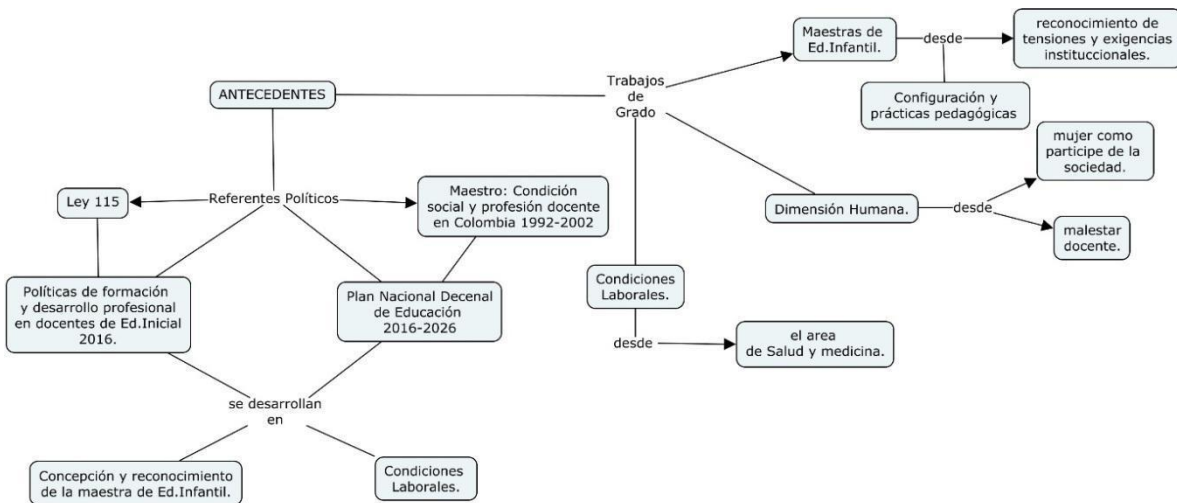 ANTECEDENTES
Referentes Políticos
Ley 115
Maestro: Condición
social y profesión docente
en Colombia 1992-2002
Políticas de formación
y desarrollo profesional
en docentes de Ed.Inicial
2016.
Plan Nacional Decenal
de Educación
2016-2026
se desarrollan
en
Concepción y reconocimiento
de la maestra de Ed.Infantil.
Condiciones
Laborales.
Trabajos
de
Grado
Maestras de
Ed.Infantil.
desde
reconocimiento de
tensiones y exigencias
instituccionales.
Configuración y
prácticas pedagógicas
Dimensión Humana.
desde
mujer como
participe de la
sociedad.
malestar
docente.
Condiciones
Laborales.
desde
el area
de Salud y medicina.